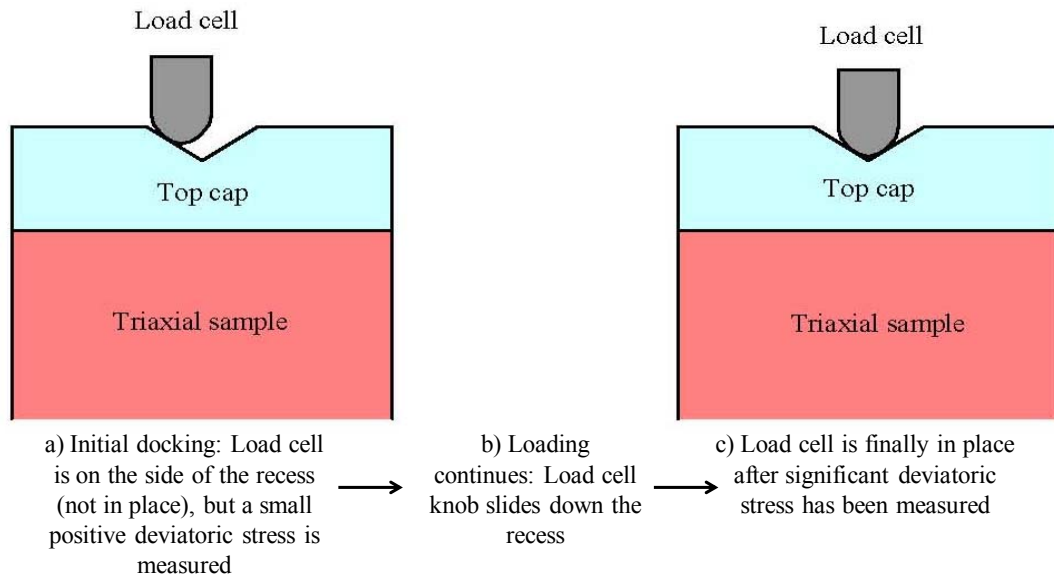 Load cell
Top cap
Triaxial sample
a) Initial docking: Load cell
is on the side of the recess
(not in place), but a small
positive deviatoric stress is
measured
b) Loading
continues: Load cell
knob slides down the
recess
Load cell
Top cap
Triaxial sample
c) Load cell is finally in place
after significant deviatoric
stress has been measured